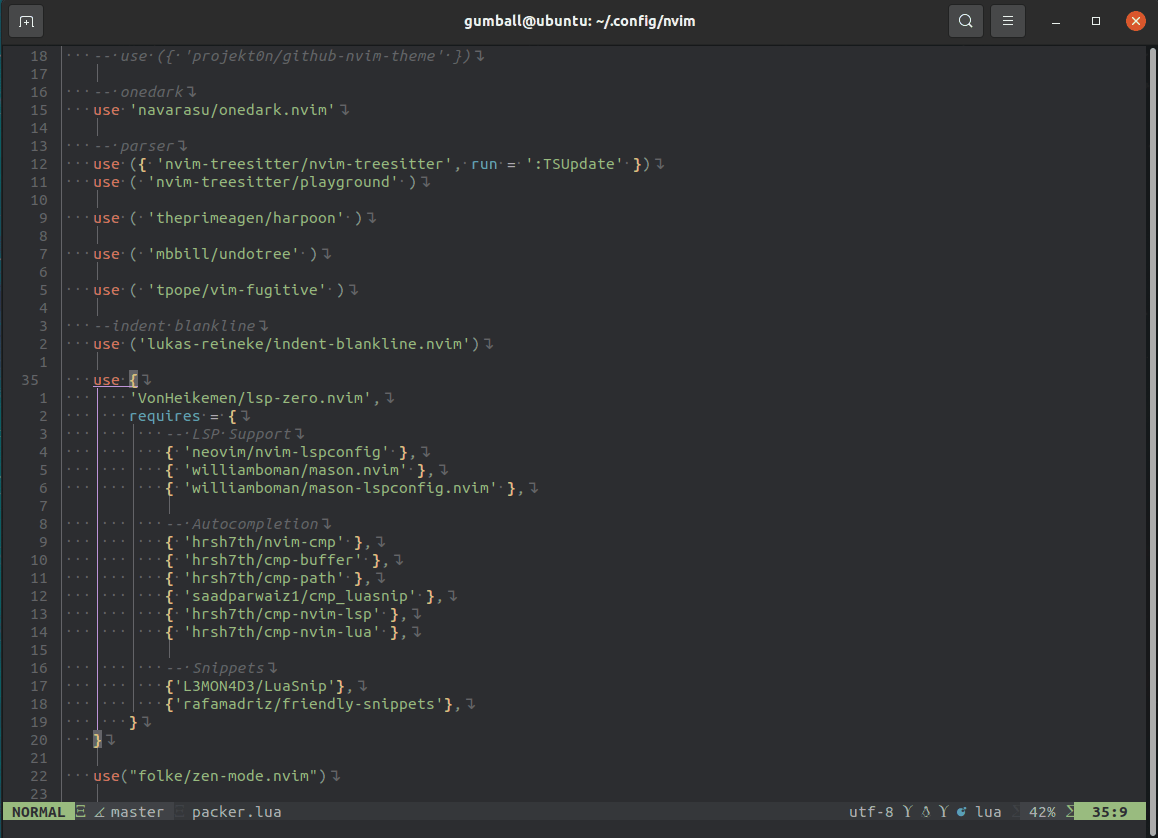 gumball@ubuntu: ~/.config/nvim
18 -- use ({ 'projekt0n/github-nvim-theme' })
17
16 -- onedark
15 use 'navarasu/onedark.nvim'
14
13 -- parser
12 use ({ 'nvim-treesitter/nvim-treesitter', run = ':TSUpdate' })
11 use ( 'nvim-treesitter/playground' )
10
9 use ( 'theprimeagen/harpoon' )
8
7 use ( 'mbbill/undotree' )
6
5 use ( 'tpope/vim-fugitive' )
4
3 --indent blankline
2 use ('lukas-reineke/indent-blankline.nvim')
1
35 use {
1 'VonHeikemen/lsp-zero.nvim',
2 requires = {
3 -- LSP Support
4 { 'neovim/nvim-lspconfig' },
5 { 'williamboman/mason.nvim' },
6 { 'williamboman/mason-lspconfig.nvim' },
7
8 -- Autocompletion
9 { 'hrsh7th/nvim-cmp' },
10 { 'hrsh7th/cmp-buffer' },
11 { 'hrsh7th/cmp-path' },
12 { 'saadparwaiz1/cmp_luasnip' },
13 { 'hrsh7th/cmp-nvim-lsp' },
14 { 'hrsh7th/cmp-nvim-lua' },
15
16 -- Snippets
17 {'L3MON4D3/LuaSnip'},
18 {'rafamadriz/friendly-snippets'},
19 }
20 }
21
22 use("folke/zen-mode.nvim")
23
NORMAL master packer.lua utf-8 lua 42% 35:9